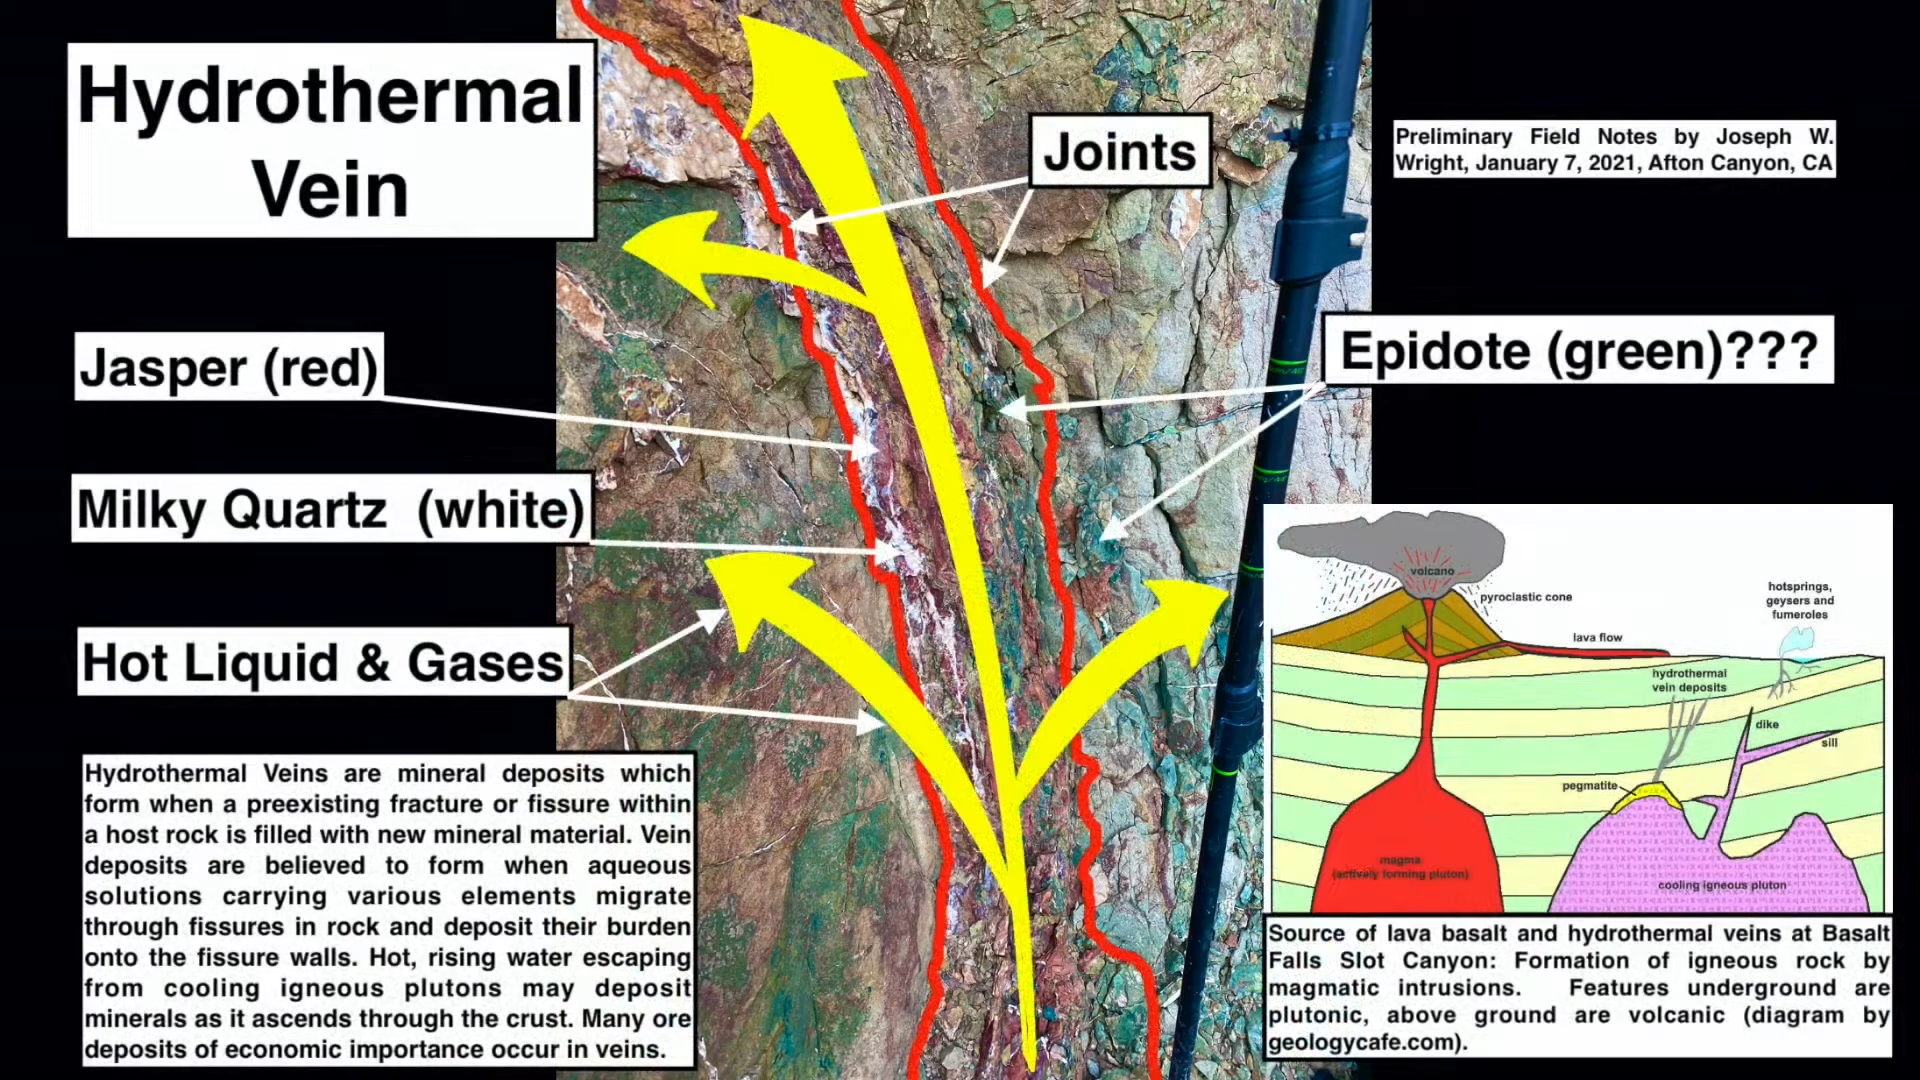 Hydrothermal
Vein
Joints
Preliminary Field Notes by Joseph W.
Wright, January 7, 2021, Afton Canyon, CA
Jasper (red)
Epidote (green)???
Milky Quartz (white)
Hot Liquid & Gases
Hydrothermal Veins are mineral deposits which
form when a preexisting fracture or fissure within
a host rock is filled with new mineral material. Vein
deposits are believed to form when aqueous
solutions carrying various elements migrate
through fissures in rock and deposit their burden
onto the fissure walls. Hot, rising water escaping
from cooling igneous plutons may deposit
minerals as it ascends through the crust. Many ore
deposits of economic importance occur in veins.
volcano
pyroclastic cone
hotsprings,
geysers and
fumeroles
lava flow
hydrothermal
vein deposits
dike
sill
pegmatite
magma
(actively forming pluton)
cooling igneous pluton
Source of lava basalt and hydrothermal veins at Basalt
Falls Slot Canyon: Formation of igneous rock by
magmatic intrusions. Features underground are
plutonic, above ground are volcanic (diagram by
geologycafe.com).